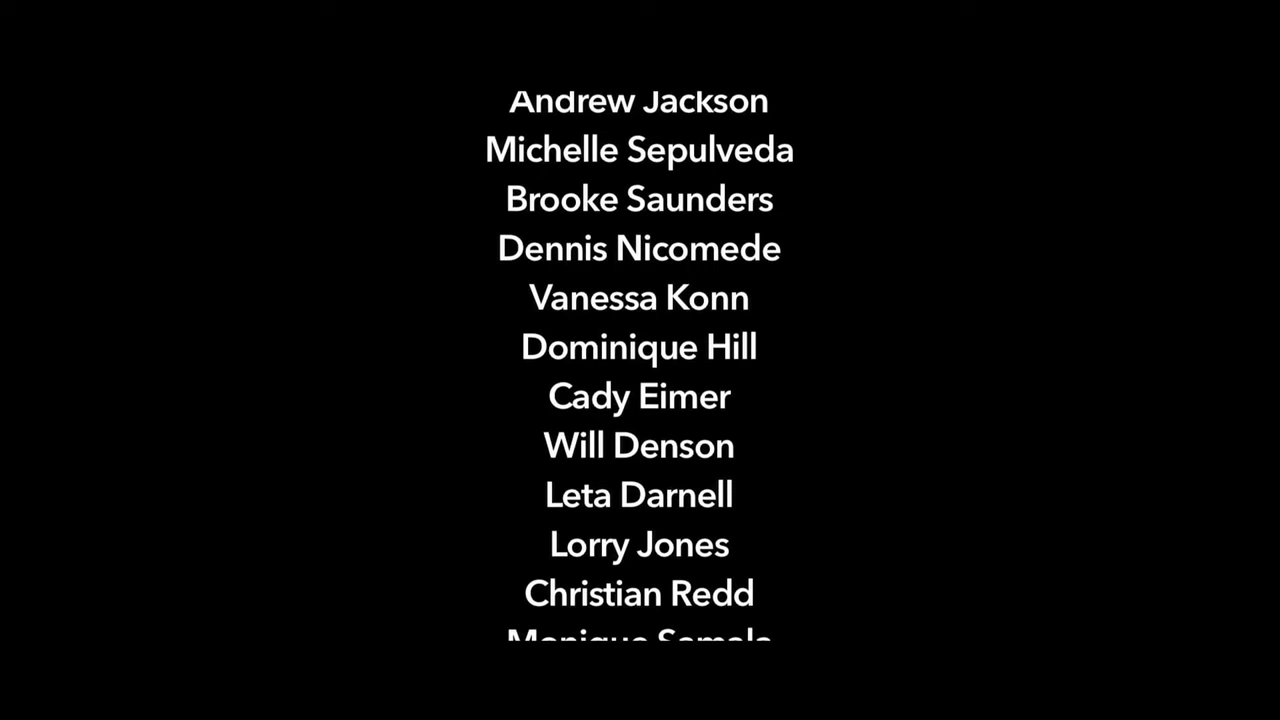 Andrew Jackson
Michelle Sepulveda
Brooke Saunders
Dennis Nicomede
Vanessa Konn
Dominique Hill
Cady Eimer
Will Denson
Leta Darnell
Lorry Jones
Christian Redd
Monique